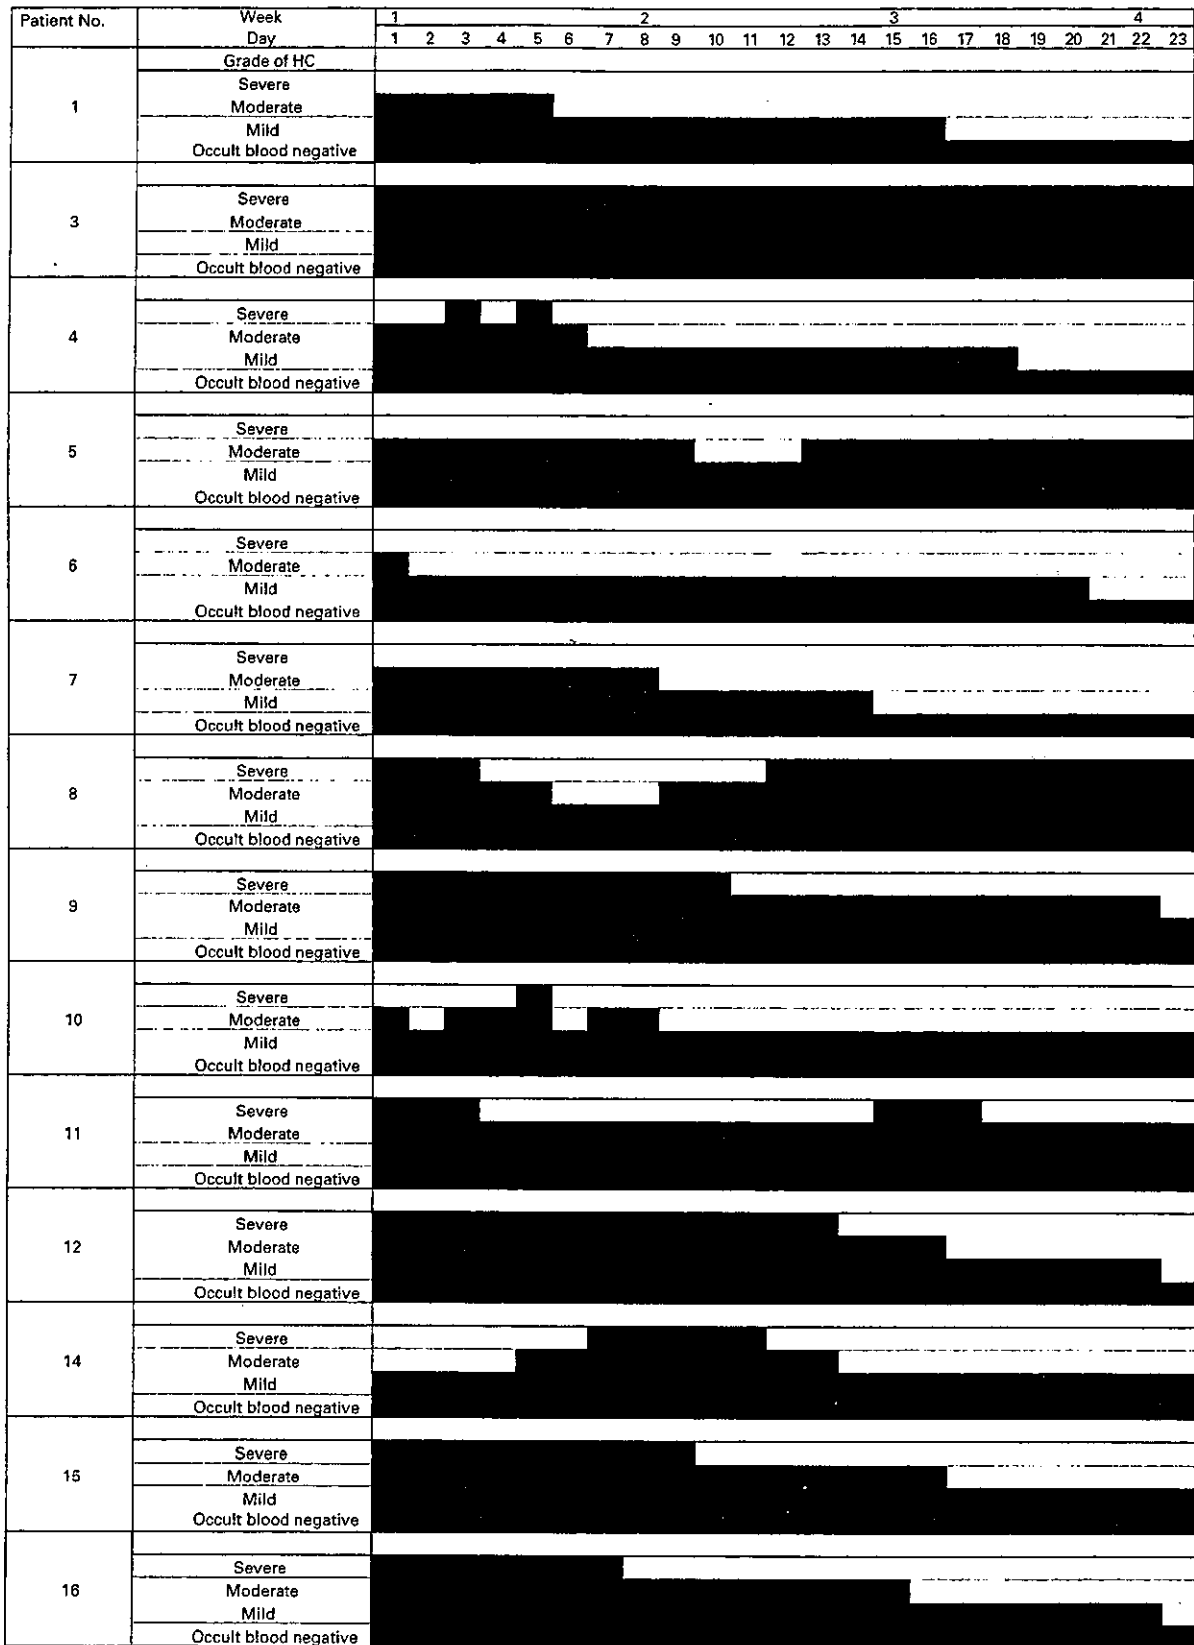 Patient No. Week 1 2 3 4
Day 1 2 3 4 5 6 7 8 9 10 11 12 13 14 15 16 17 18 19 20 21 22 23
Grade of HC
Severe
1 Moderate
Mild
Occult blood negative
Severe
3 Moderate
Mild
Occult blood negative
Severe
4 Moderate
Mild
Occult blood negative
Severe
5 Moderate
Mild
Occult blood negative
Severe
6 Moderate
Mild
Occult blood negative
Severe
7 Moderate
Mild
Occult blood negative
Severe
8 Moderate
Mild
Occult blood negative
Severe
9 Moderate
Mild
Occult blood negative
Severe
10 Moderate
Mild
Occult blood negative
Severe
11 Moderate
Mild
Occult blood negative
Severe
12 Moderate
Mild
Occult blood negative
Severe
14 Moderate
Mild
Occult blood negative
Severe
15 Moderate
Mild
Occult blood negative
Severe
16 Moderate
Mild
Occult blood negative